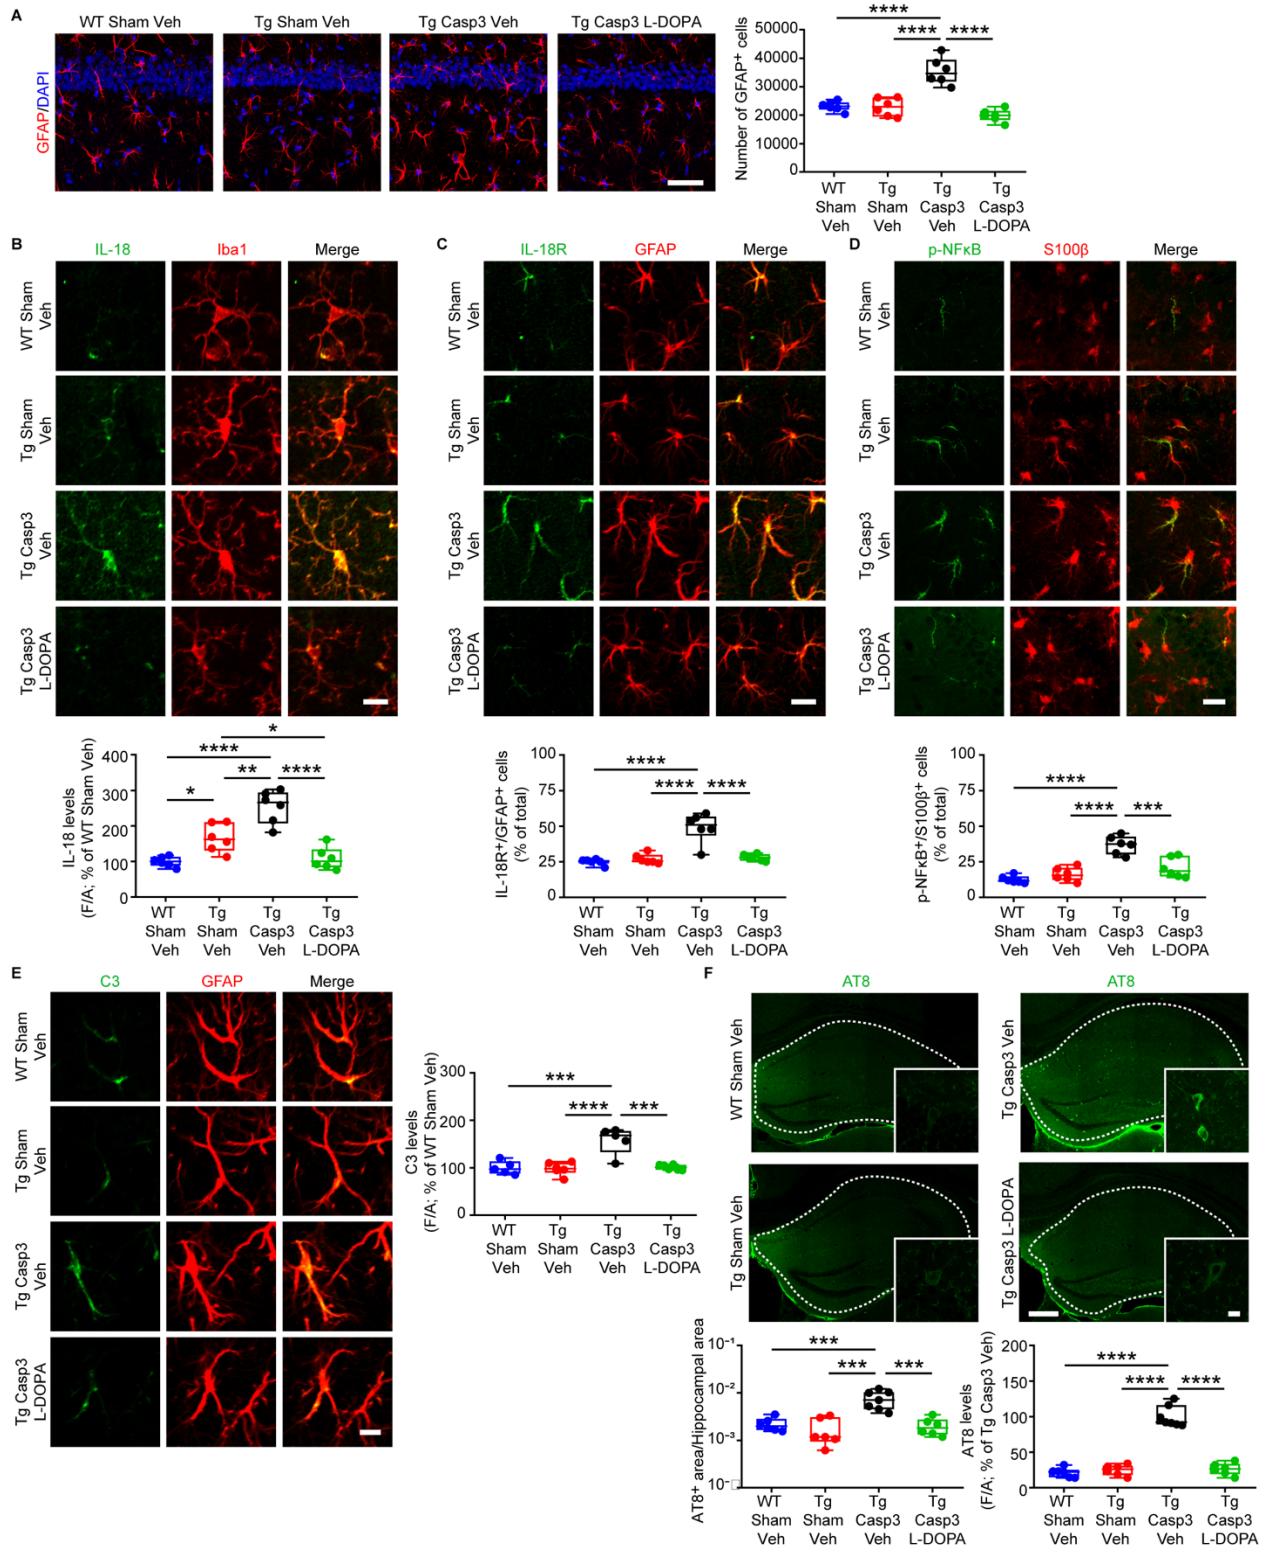 A
WT Sham Veh
Tg Sham Veh
Tg Casp3 Veh
Tg Casp3 L-DOPA
GFAP/DAPI
Number of GFAP+ cells
50000
40000
30000
20000
10000
0
****
**** ****
WT Sham Veh
Tg Sham Veh
Tg Casp3 Veh
Tg Casp3 L-DOPA
B
IL-18
Iba1
Merge
WT Sham Veh
Tg Sham Veh
Tg Casp3 Veh
Tg Casp3 L-DOPA
IL-18 levels
(F/A; % of WT Sham Veh)
400
300
200
100
0
*
****
** ****
*
WT Sham Veh
Tg Sham Veh
Tg Casp3 Veh
Tg Casp3 L-DOPA
C
IL-18R
GFAP
Merge
WT Sham Veh
Tg Sham Veh
Tg Casp3 Veh
Tg Casp3 L-DOPA
IL-18R+/GFAP+ cells
(% of total)
100
75
50
25
0
****
**** ****
WT Sham Veh
Tg Sham Veh
Tg Casp3 Veh
Tg Casp3 L-DOPA
D
p-NFκB
S100β
Merge
WT Sham Veh
Tg Sham Veh
Tg Casp3 Veh
Tg Casp3 L-DOPA
p-NFκB+/S100β+ cells
(% of total)
100
75
50
25
0
****
**** ***
WT Sham Veh
Tg Sham Veh
Tg Casp3 Veh
Tg Casp3 L-DOPA
E
C3
GFAP
Merge
WT Sham Veh
Tg Sham Veh
Tg Casp3 Veh
Tg Casp3 L-DOPA
C3 levels
(F/A; % of WT Sham Veh)
300
200
100
0
***
**** ***
WT Sham Veh
Tg Sham Veh
Tg Casp3 Veh
Tg Casp3 L-DOPA
F
AT8
AT8
WT Sham Veh
Tg Casp3 Veh
Tg Sham Veh
Tg Casp3 L-DOPA
AT8+ area/Hippocampal area
10−1
10−2
10−3
***
*** ***
WT Sham Veh
Tg Sham Veh
Tg Casp3 Veh
Tg Casp3 L-DOPA
AT8 levels
(F/A; % of Tg Casp3 Veh)
200
150
100
50
0
****
**** ****
WT Sham Veh
Tg Sham Veh
Tg Casp3 Veh
Tg Casp3 L-DOPA